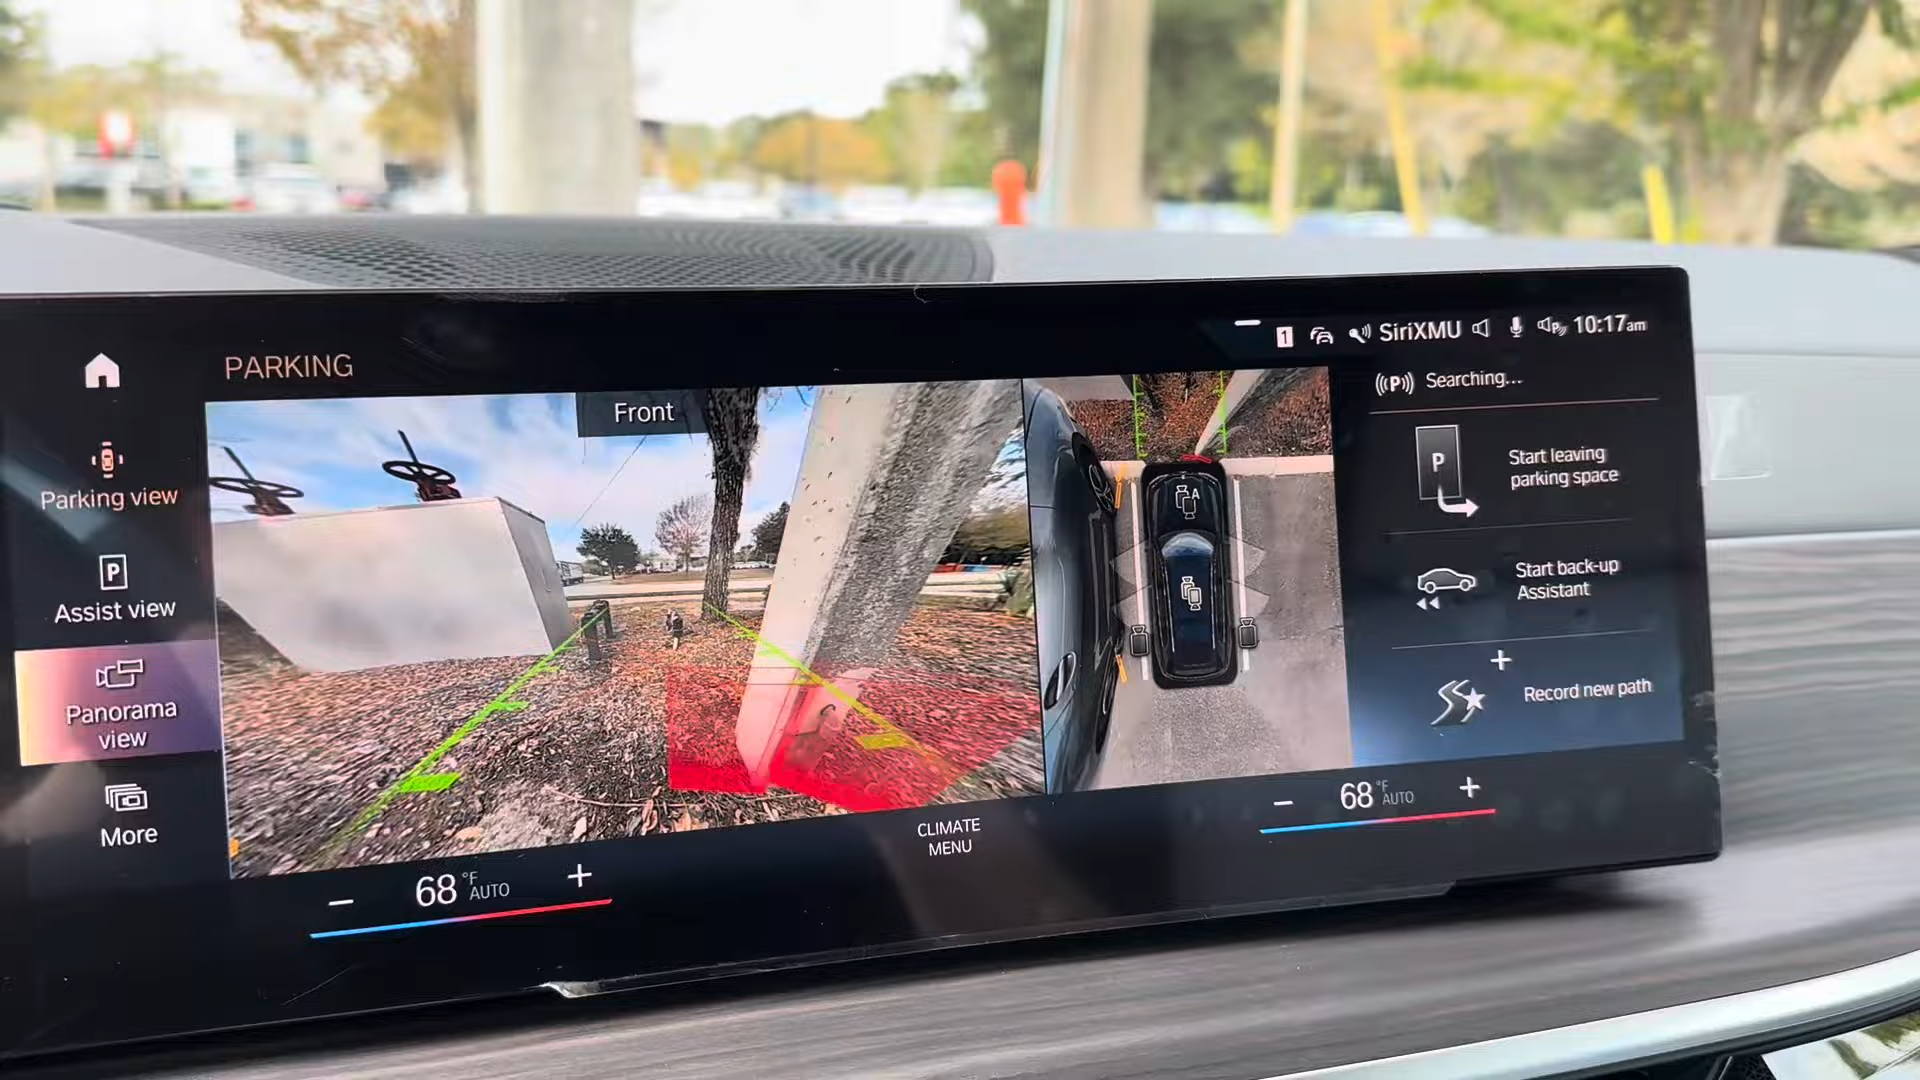 1 SiriXMU P 10:17am
PARKING
Front
((P)) Searching...
Parking view
P
Assist view
Panorama
view
More
A
P
Start leaving
parking space
Start back-up
Assistant
Record new path
− 68 °F AUTO +
CLIMATE
MENU
− 68 °F AUTO +